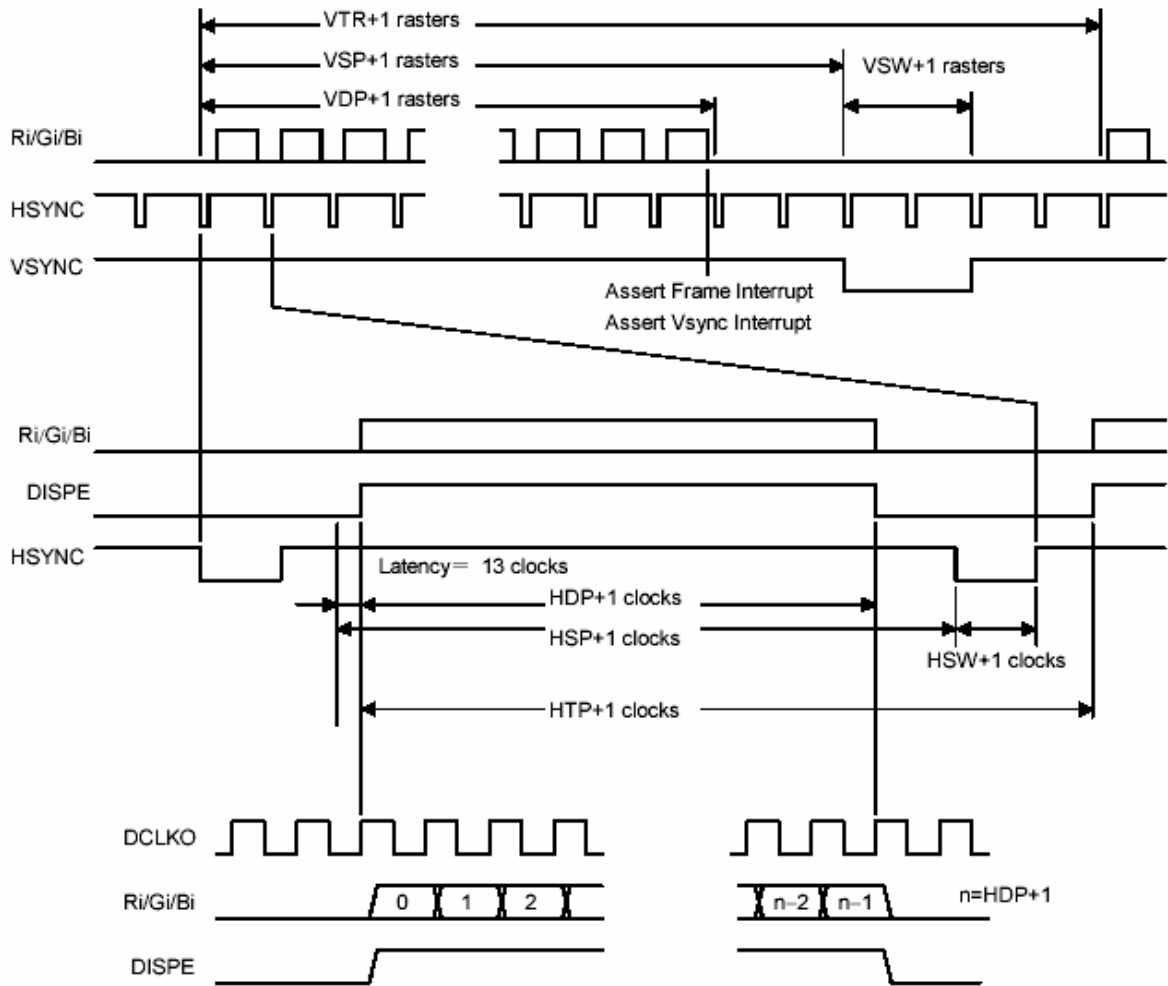 VTR+1 rasters
VSP+1 rasters
VSW+1 rasters
VDP+1 rasters
Ri/Gi/Bi
HSYNC
VSYNC
Assert Frame Interrupt
Assert Vsync Interrupt
Ri/Gi/Bi
DISPE
HSYNC
Latency= 13 clocks
HDP+1 clocks
HSP+1 clocks
HSW+1 clocks
HTP+1 clocks
DCLKO
Ri/Gi/Bi 0 1 2 n–2 n–1 n=HDP+1
DISPE